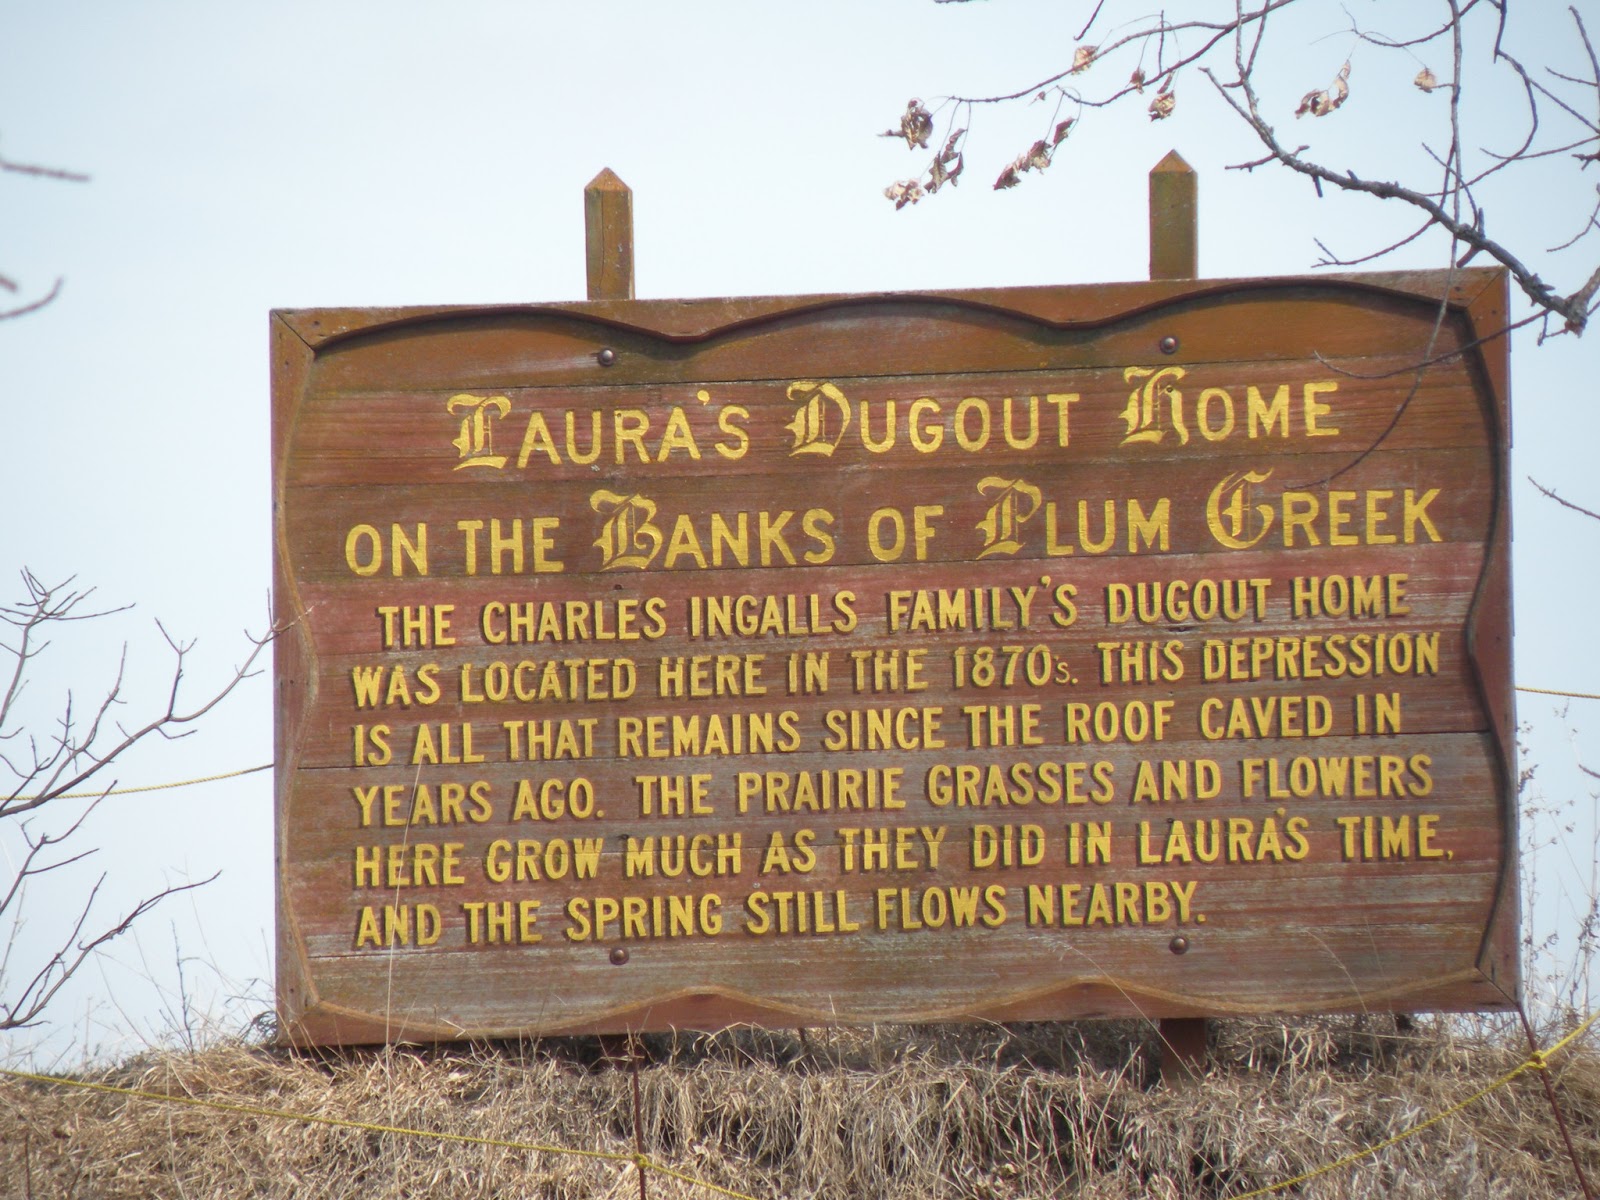 LAURA'S DUGOUT HOME
ON THE BANKS OF PLUM CREEK
THE CHARLES INGALLS FAMILY'S DUGOUT HOME
WAS LOCATED HERE IN THE 1870s. THIS DEPRESSION
IS ALL THAT REMAINS SINCE THE ROOF CAVED IN
YEARS AGO. THE PRAIRIE GRASSES AND FLOWERS
HERE GROW MUCH AS THEY DID IN LAURA'S TIME,
AND THE SPRING STILL FLOWS NEARBY.